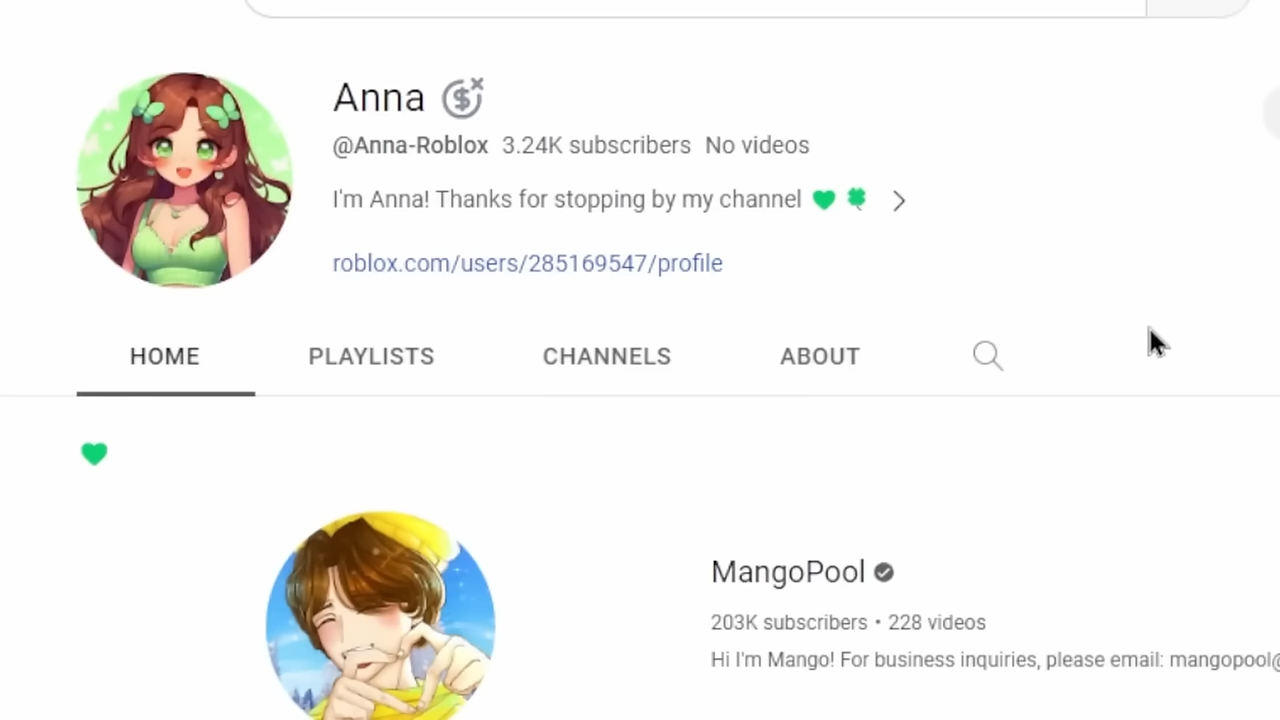 Anna
@Anna-Roblox 3.24K subscribers No videos
I'm Anna! Thanks for stopping by my channel 💚 🍀
roblox.com/users/285169547/profile
HOME PLAYLISTS CHANNELS ABOUT
💚
MangoPool
203K subscribers • 228 videos
Hi I'm Mango! For business inquiries, please email: mangopool@